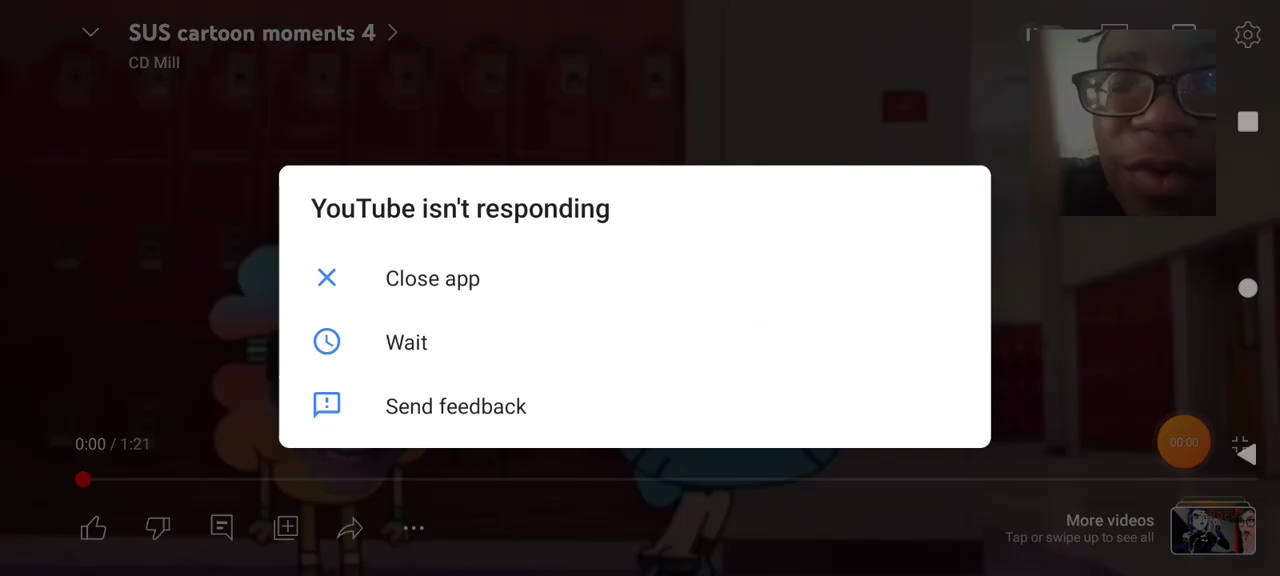 SUS cartoon moments 4
CD Mill
YouTube isn't responding
Close app
Wait
Send feedback
0:00 / 1:21
00:00
More videos
Tap or swipe up to see all